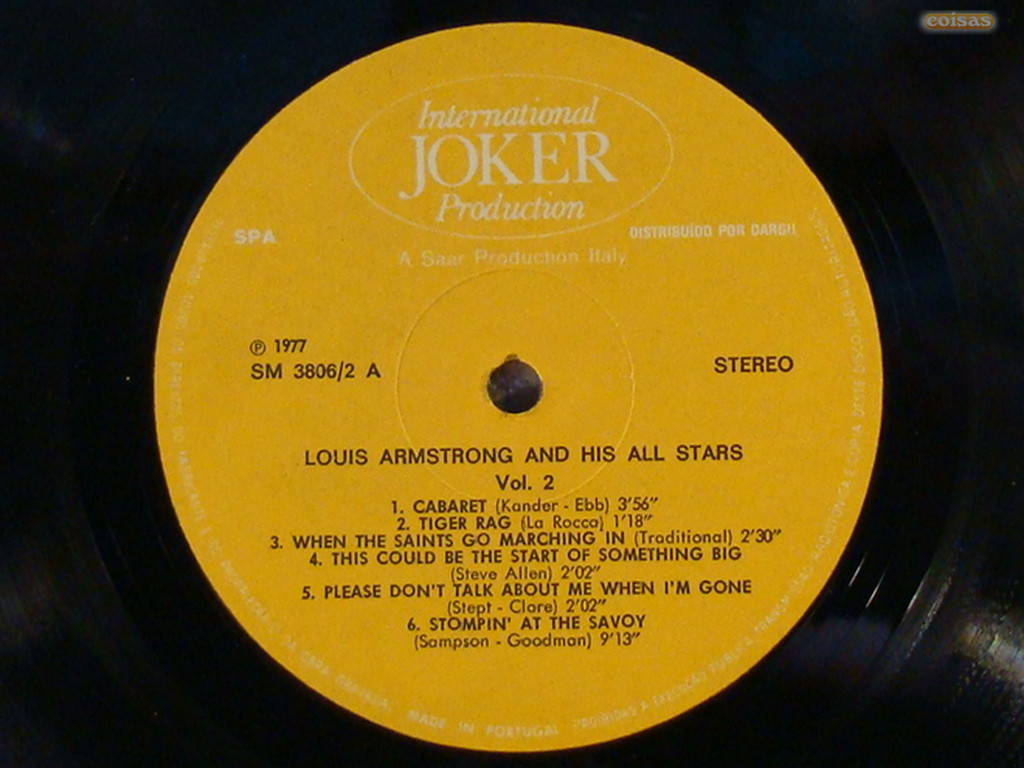 coisas
International
JOKER
Production
SPA
DISTRIBUÍDO POR DARGIL
A Saar Production Italy
℗ 1977
SM 3806/2 A
STEREO
LOUIS ARMSTRONG AND HIS ALL STARS
Vol. 2
1. CABARET (Kander - Ebb) 3'56"
2. TIGER RAG (La Rocca) 1'18"
3. WHEN THE SAINTS GO MARCHING IN (Traditional) 2'30"
4. THIS COULD BE THE START OF SOMETHING BIG
(Steve Allen) 2'02"
5. PLEASE DON'T TALK ABOUT ME WHEN I'M GONE
(Stept - Clare) 2'02"
6. STOMPIN' AT THE SAVOY
(Sampson - Goodman) 9'13"
MADE IN PORTUGAL